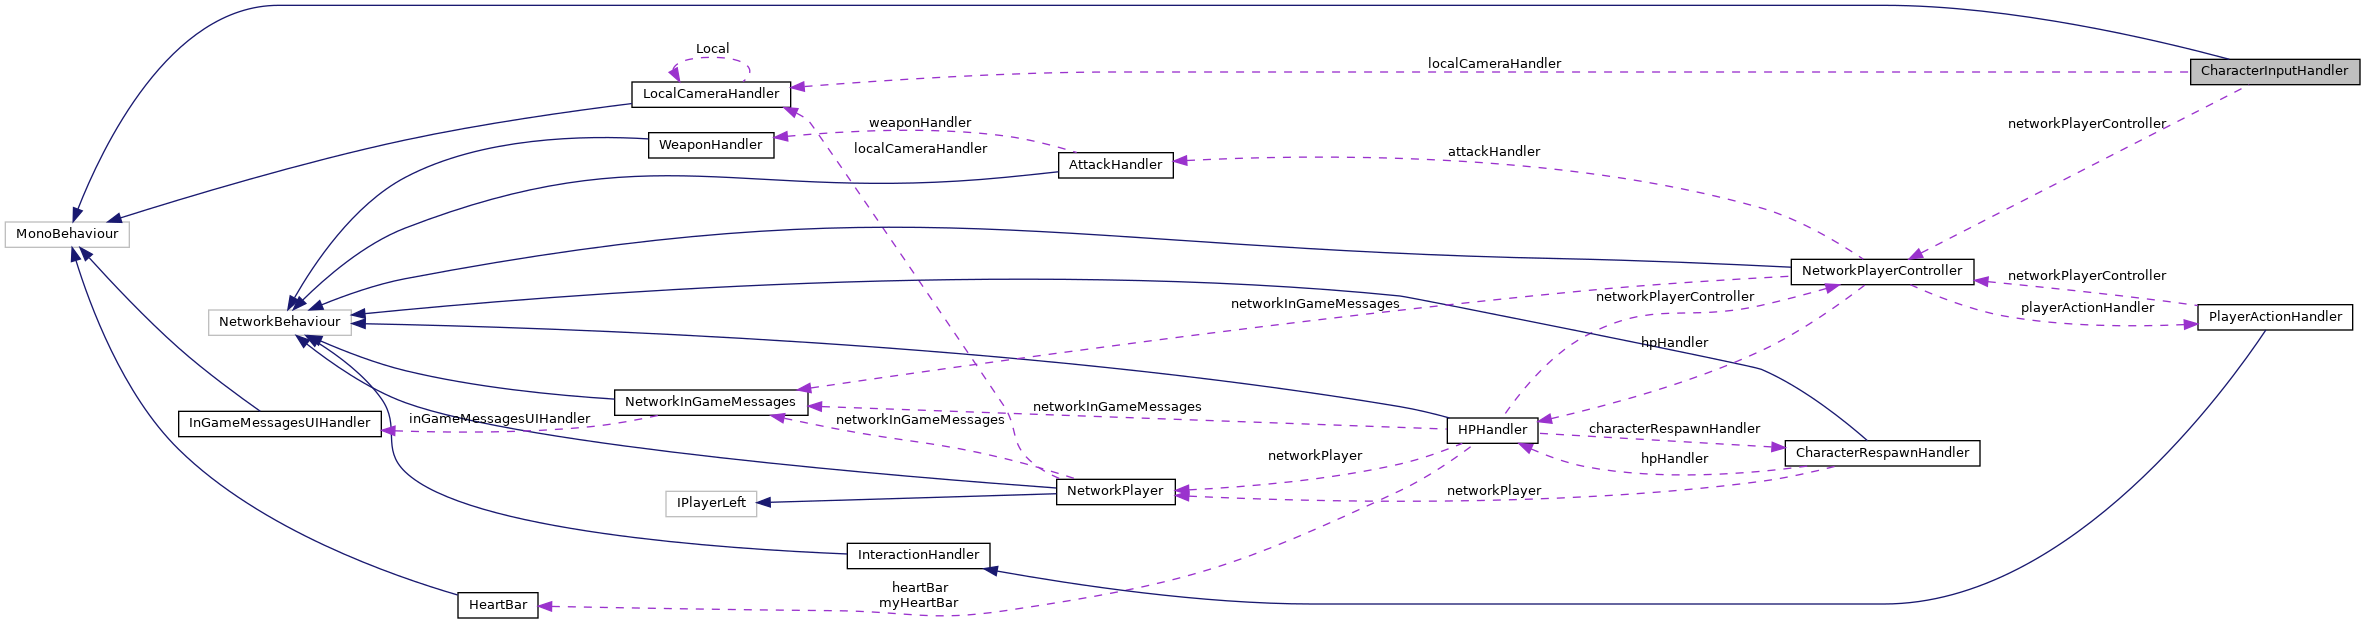 Local
localCameraHandler
CharacterInputHandler
LocalCameraHandler
weaponHandler
networkPlayerController
WeaponHandler
localCameraHandler
attackHandler
AttackHandler
MonoBehaviour
NetworkPlayerController
networkPlayerController
networkInGameMessages
networkPlayerController
playerActionHandler
PlayerActionHandler
NetworkBehaviour
hpHandler
NetworkInGameMessages
networkInGameMessages
InGameMessagesUIHandler
inGameMessagesUIHandler
networkInGameMessages
HPHandler
characterRespawnHandler
CharacterRespawnHandler
networkPlayer
hpHandler
NetworkPlayer
networkPlayer
IPlayerLeft
InteractionHandler
heartBar
myHeartBar
HeartBar